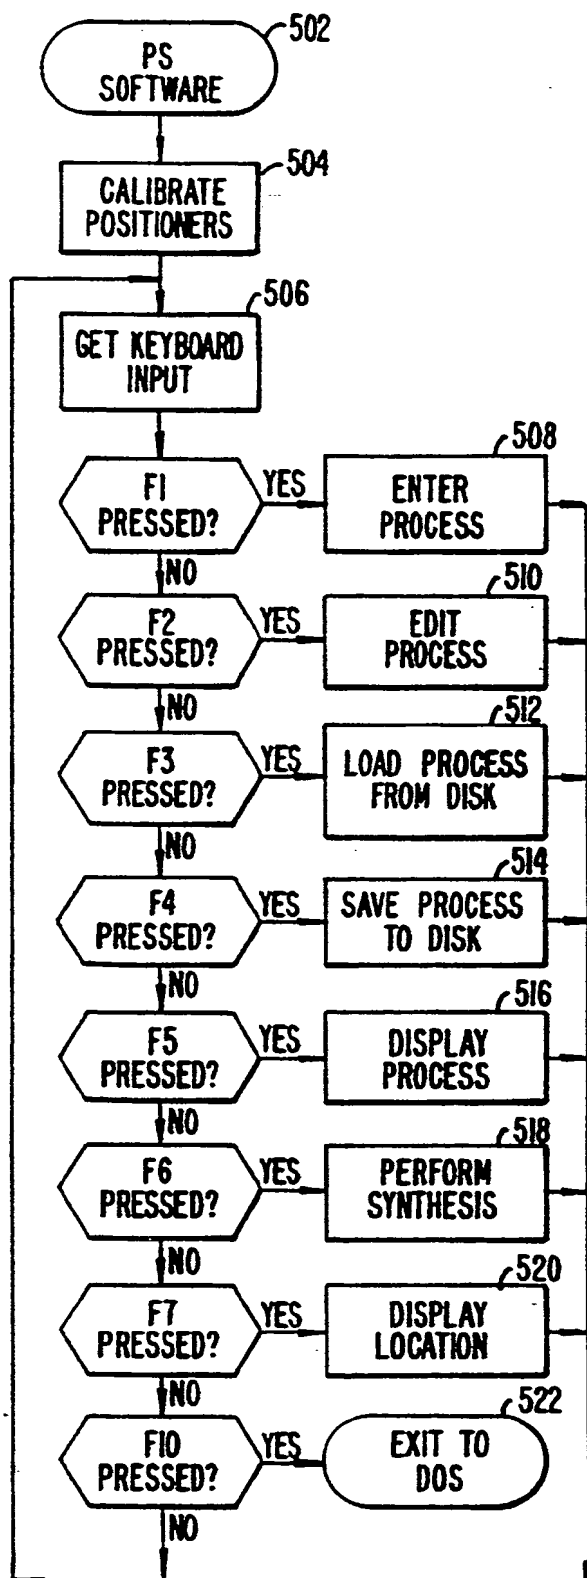 502
PS
SOFTWARE
504
CALIBRATE
POSITIONERS
506
GET KEYBOARD
INPUT
F1
PRESSED?
YES
508
ENTER
PROCESS
NO
F2
PRESSED?
YES
510
EDIT
PROCESS
NO
F3
PRESSED?
YES
512
LOAD PROCESS
FROM DISK
NO
F4
PRESSED?
YES
514
SAVE PROCESS
TO DISK
NO
F5
PRESSED?
YES
516
DISPLAY
PROCESS
NO
F6
PRESSED?
YES
518
PERFORM
SYNTHESIS
NO
F7
PRESSED?
YES
520
DISPLAY
LOCATION
NO
F10
PRESSED?
YES
522
EXIT TO
DOS
NO